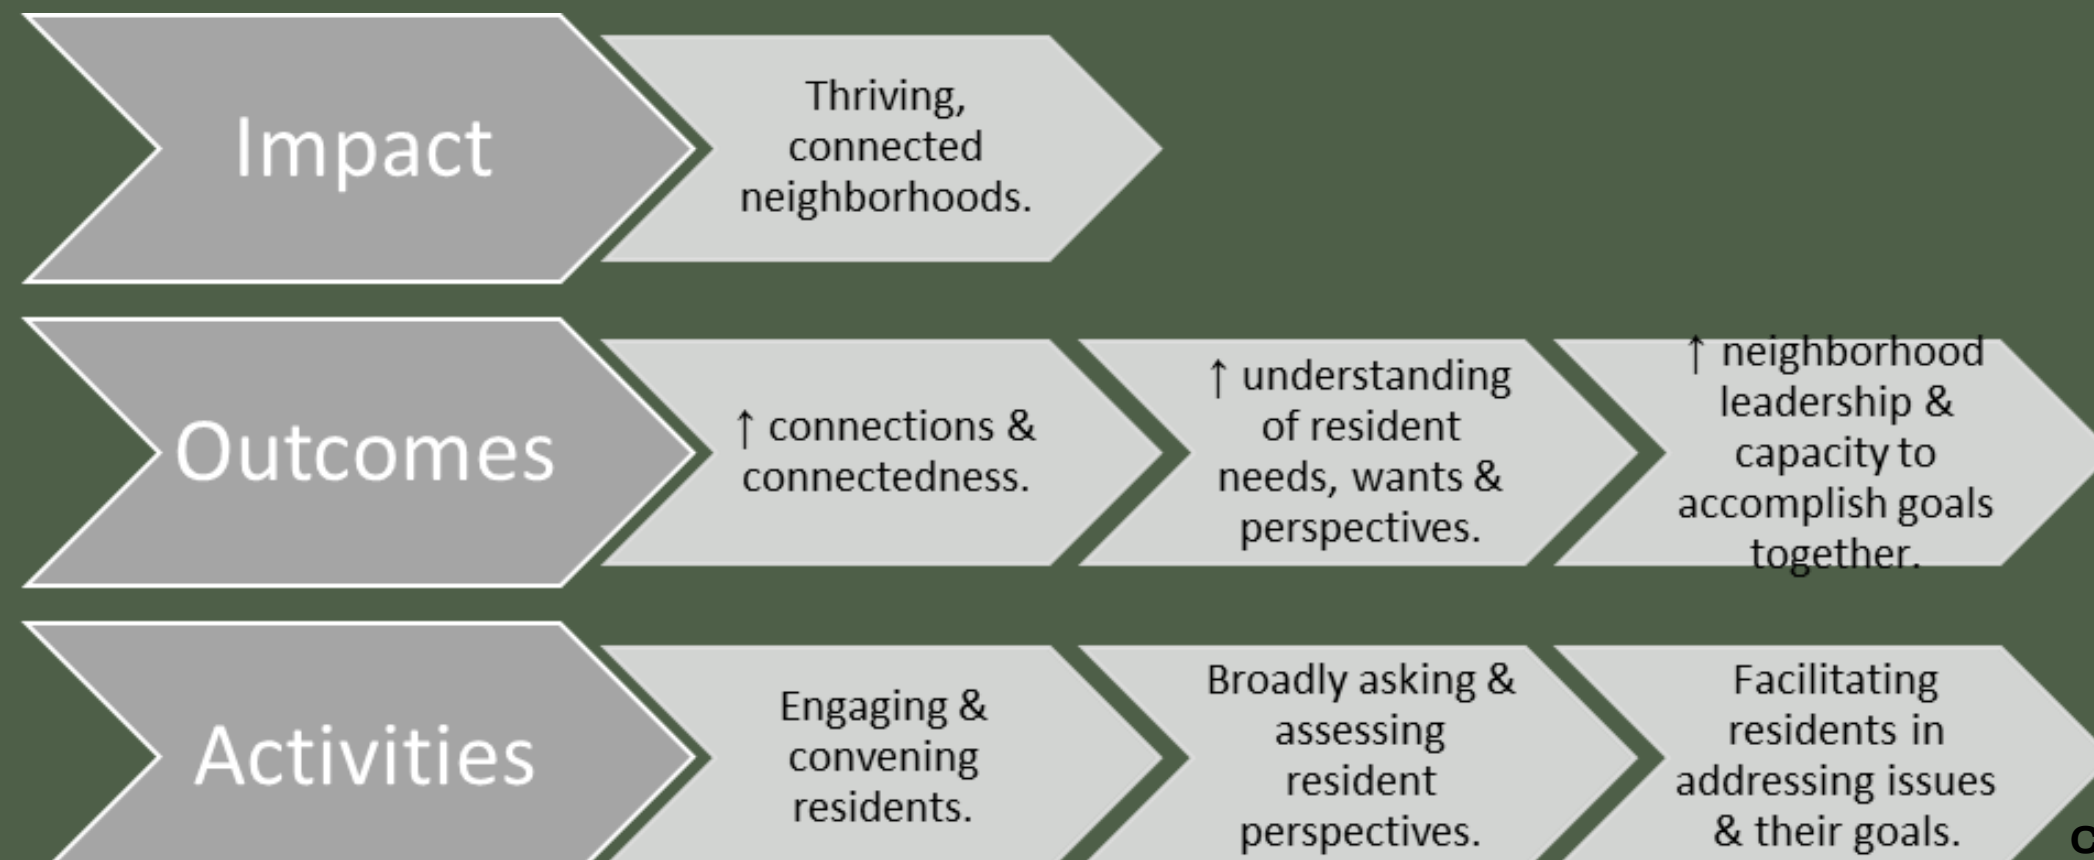 Impact
Thriving,
connected
neighborhoods.
Outcomes
↑ connections &
connectedness.
↑ understanding
of resident
needs, wants &
perspectives.
↑ neighborhood
leadership &
capacity to
accomplish goals
together.
Activities
Engaging &
convening
residents.
Broadly asking &
assessing
resident
perspectives.
Facilitating
residents in
addressing issues
& their goals.